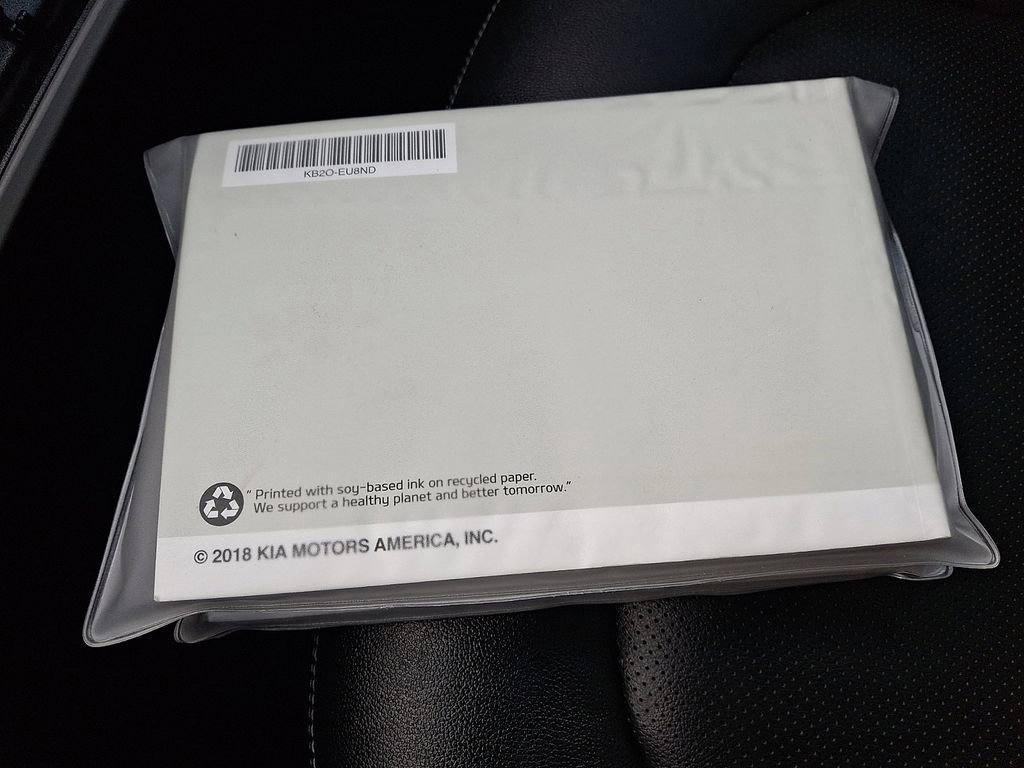 KB2O-EU8ND
" Printed with soy-based ink on recycled paper.
We support a healthy planet and better tomorrow."
© 2018 KIA MOTORS AMERICA, INC.